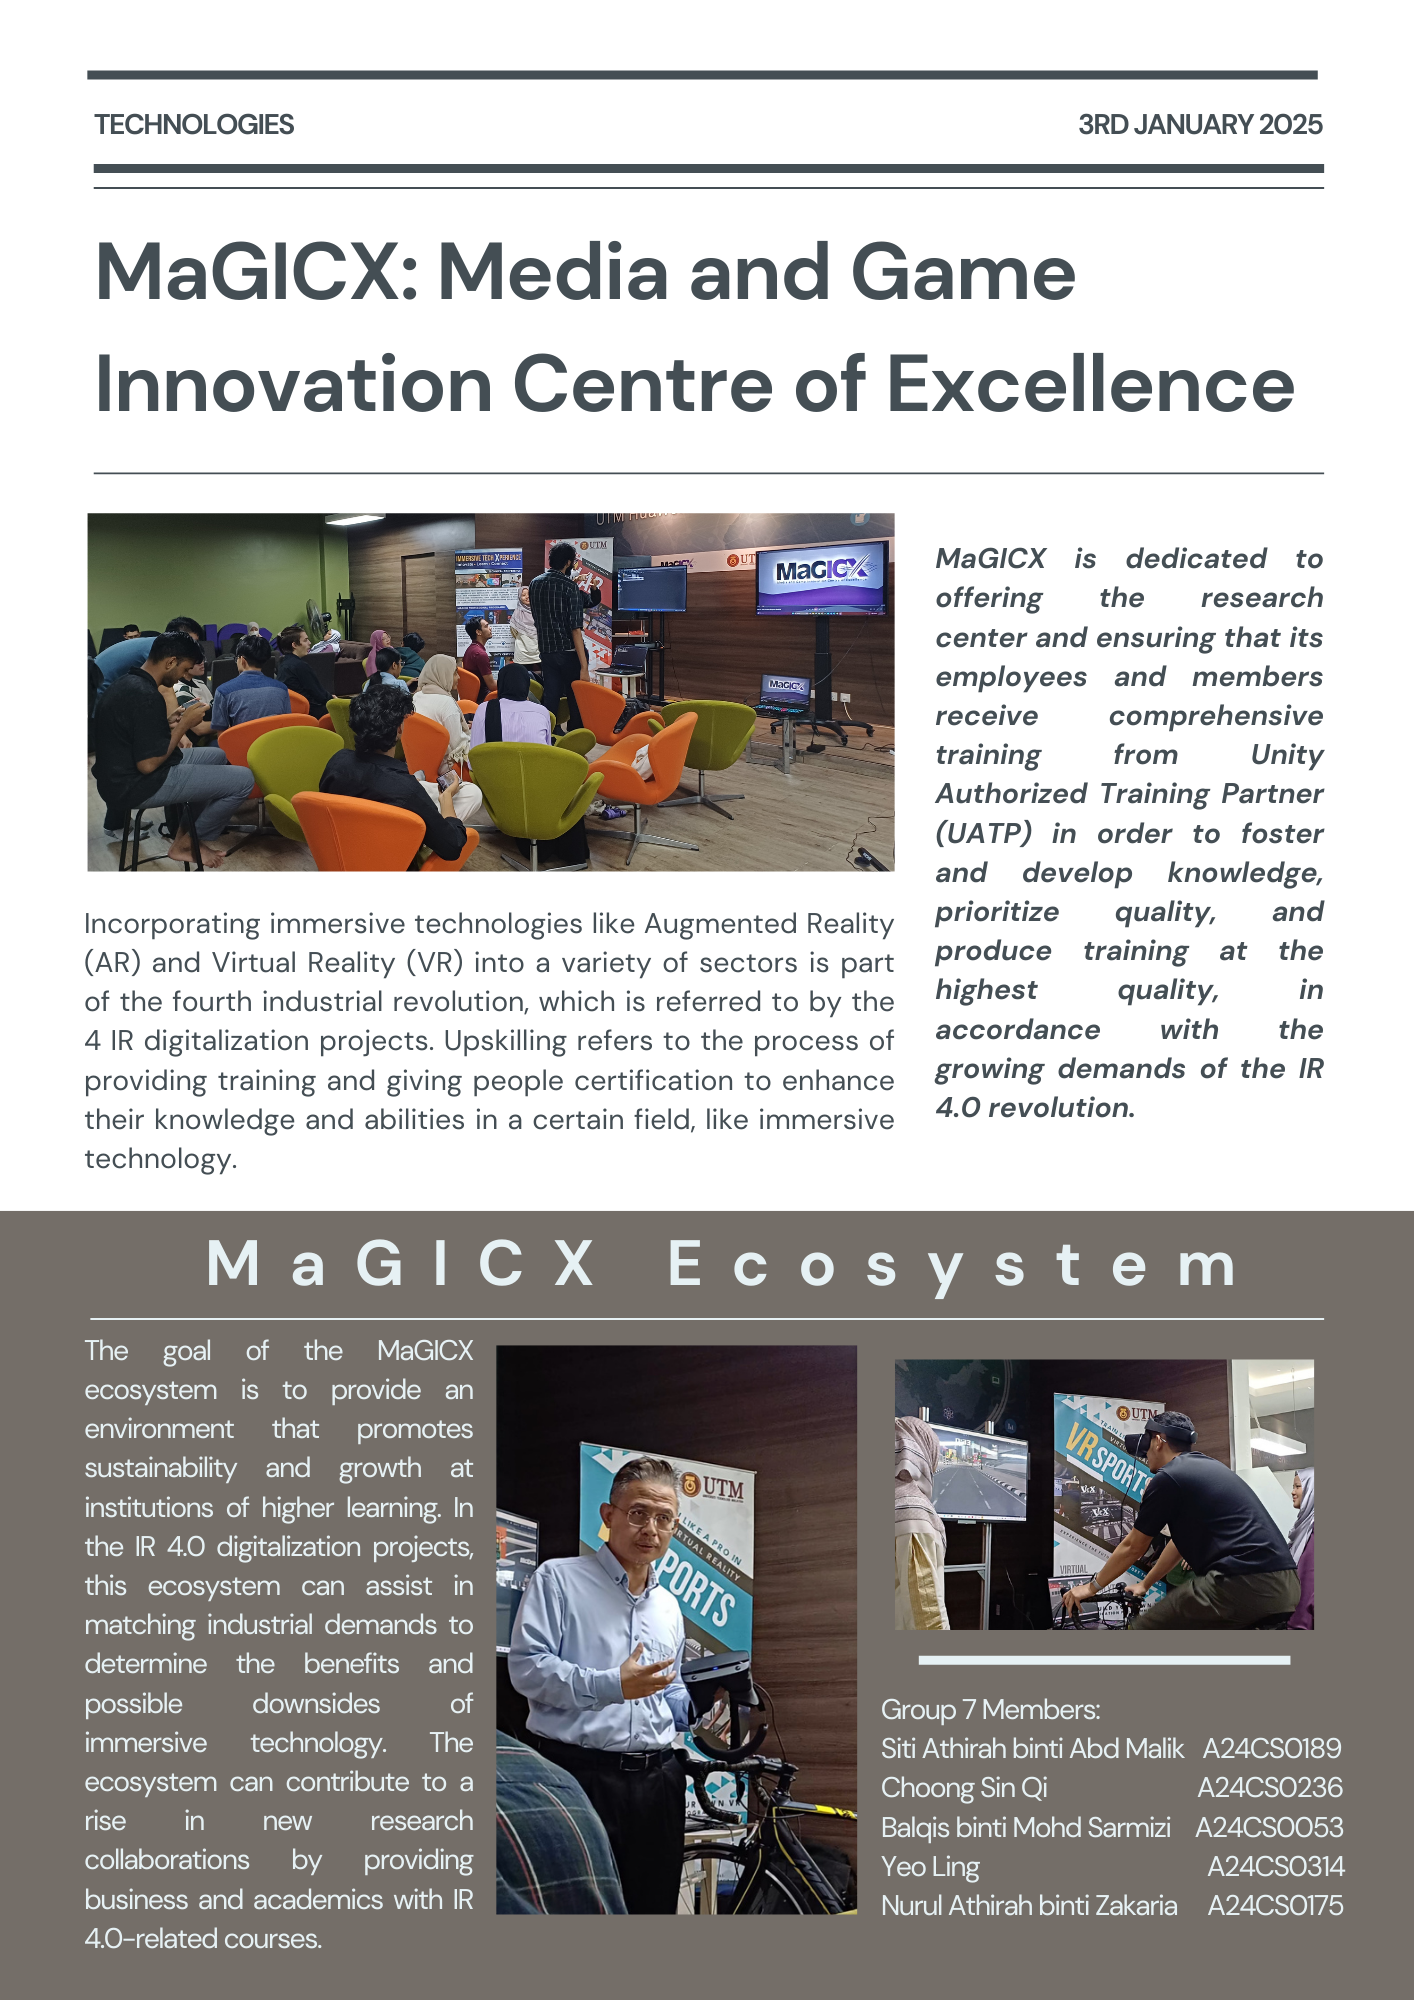 TECHNOLOGIES
3RD JANUARY 2025
MaGICX: Media and Game
Innovation Centre of Excellence
IMMERSIVE TECH XPERIENCE
UTM
MaGICX
MaGICX
MaGICX is dedicated to
offering the research
center and ensuring that its
employees and members
receive comprehensive
training from Unity
Authorized Training Partner
(UATP) in order to foster
and develop knowledge,
prioritize quality, and
produce training at the
highest quality, in
accordance with the
growing demands of the IR
4.0 revolution.
Incorporating immersive technologies like Augmented Reality
(AR) and Virtual Reality (VR) into a variety of sectors is part
of the fourth industrial revolution, which is referred to by the
4 IR digitalization projects. Upskilling refers to the process of
providing training and giving people certification to enhance
their knowledge and abilities in a certain field, like immersive
technology.
MaGICX Ecosystem
The goal of the MaGICX
ecosystem is to provide an
environment that promotes
sustainability and growth at
institutions of higher learning. In
the IR 4.0 digitalization projects,
this ecosystem can assist in
matching industrial demands to
determine the benefits and
possible downsides of
immersive technology. The
ecosystem can contribute to a
rise in new research
collaborations by providing
business and academics with IR
4.0-related courses.
UTM
LIKE A PRO IN
VIRTUAL REALITY
PORTS
UTM
VR SPORTS
VIRTUAL
Group 7 Members:
Siti Athirah binti Abd Malik A24CS0189
Choong Sin Qi A24CS0236
Balqis binti Mohd Sarmizi A24CS0053
Yeo Ling A24CS0314
Nurul Athirah binti Zakaria A24CS0175